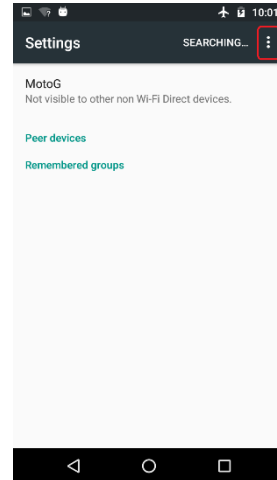 10:01
Settings
SEARCHING...
MotoG
Not visible to other non Wi-Fi Direct devices.
Peer devices
Remembered groups